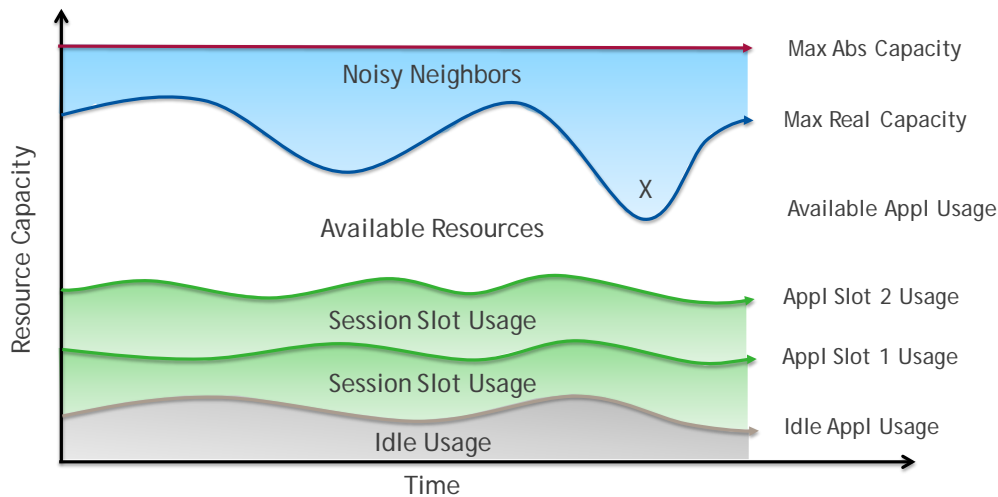 Max Abs Capacity
Noisy Neighbors
Max Real Capacity
X
Available Appl Usage
Available Resources
Resource Capacity
Appl Slot 2 Usage
Session Slot Usage
Appl Slot 1 Usage
Session Slot Usage
Idle Appl Usage
Idle Usage
Time